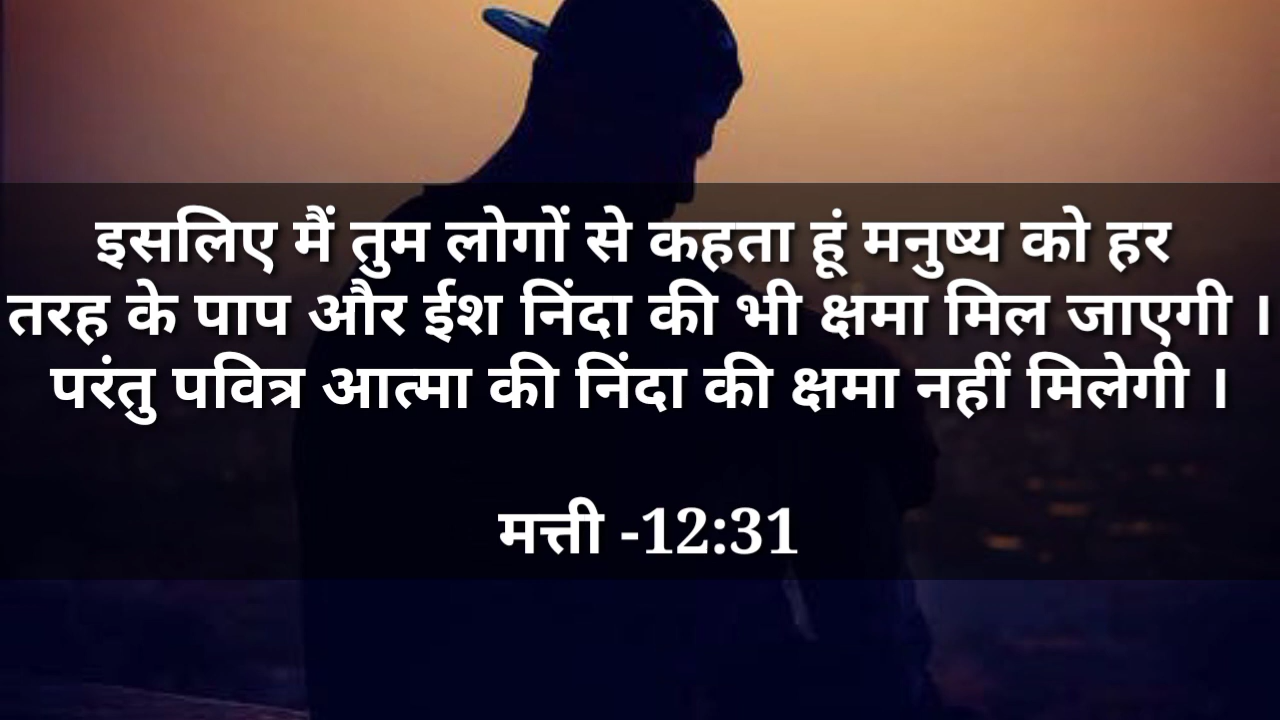 इसलिए मैं तुम लोगों से कहता हूं मनुष्य को हर
तरह के पाप और ईश निंदा की भी क्षमा मिल जाएगी ।
परंतु पवित्र आत्मा की निंदा की क्षमा नहीं मिलेगी ।
मत्ती -12:31